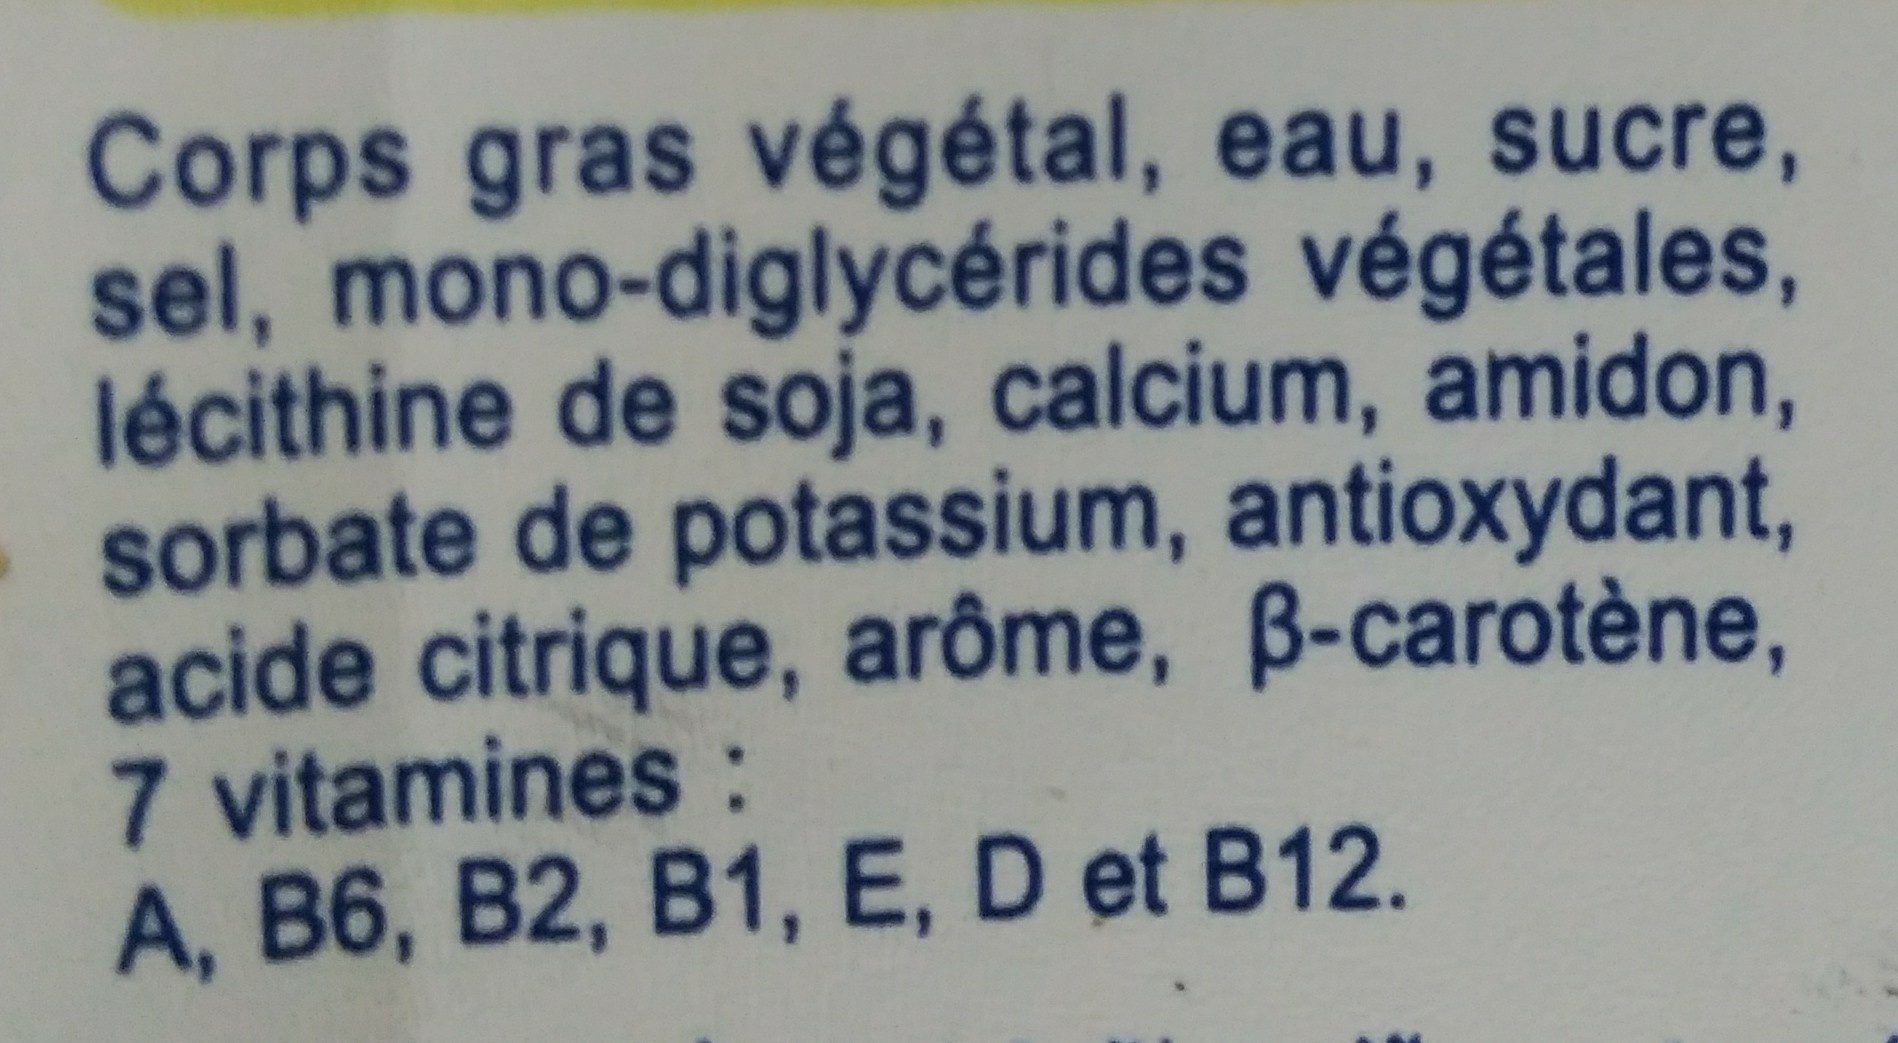 Corps gras végétal, eau, sucre,
sel, mono-diglycérides végétales,
lécithine de soja, calcium, amidon,
sorbate de potassium, antioxydant,
acide citrique, arôme, β-carotène,
7 vitamines :
A, B6, B2, B1, E, D et B12.